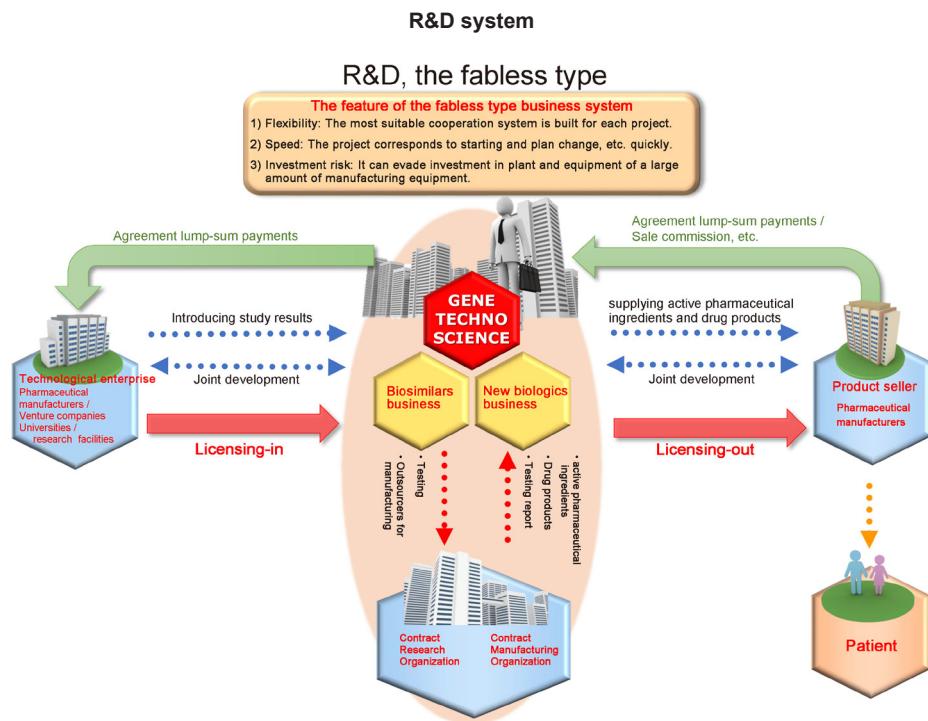 R&D system
R&D, the fabless type
The feature of the fabless type business system
1) Flexibility: The most suitable cooperation system is built for each project.
2) Speed: The project corresponds to starting and plan change, etc. quickly.
3) Investment risk: It can evade investment in plant and equipment of a large
amount of manufacturing equipment.
Agreement lump-sum payments
Agreement lump-sum payments /
Sale commission, etc.
GENE
TECHNO
SCIENCE
Introducing study results
Joint development
supplying active pharmaceutical
ingredients and drug products
Joint development
Technological enterprise
Pharmaceutical
manufacturers /
Venture companies
Universities /
research facilities
Biosimilars
business
New biologics
business
Product seller
Pharmaceutical
manufacturers
Licensing-in
Licensing-out
• Testing
• Outsourcers for
manufacturing
• active pharmaceutical
ingredients
• Drug products
• Testing report
Contract
Research
Organization
Contract
Manufacturing
Organization
Patient